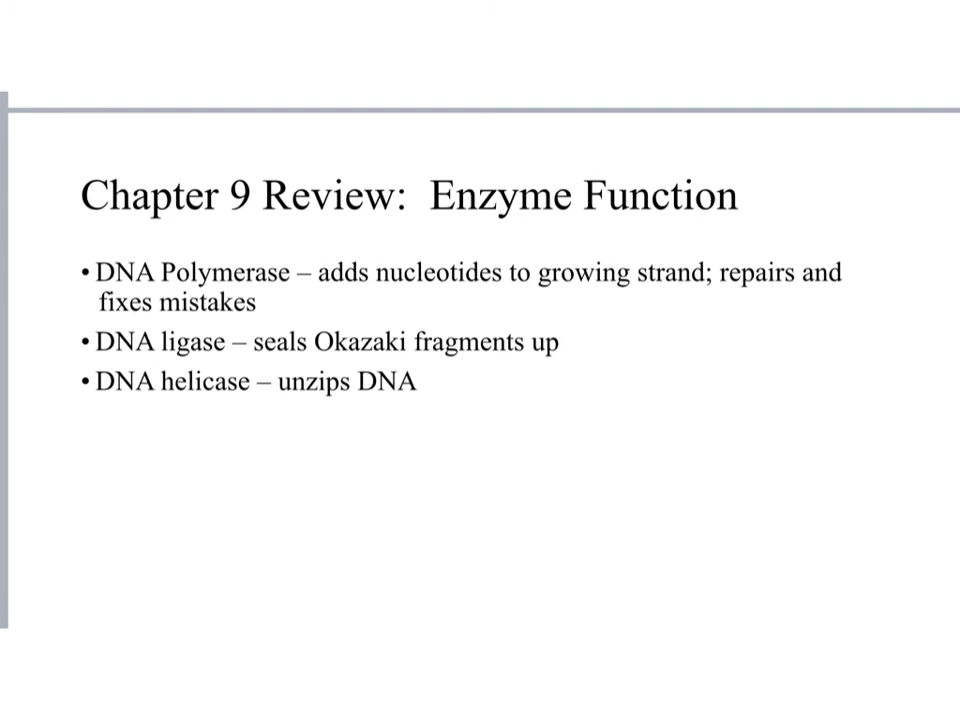 Chapter 9 Review:  Enzyme Function
• DNA Polymerase – adds nucleotides to growing strand; repairs and
fixes mistakes
• DNA ligase – seals Okazaki fragments up
• DNA helicase – unzips DNA